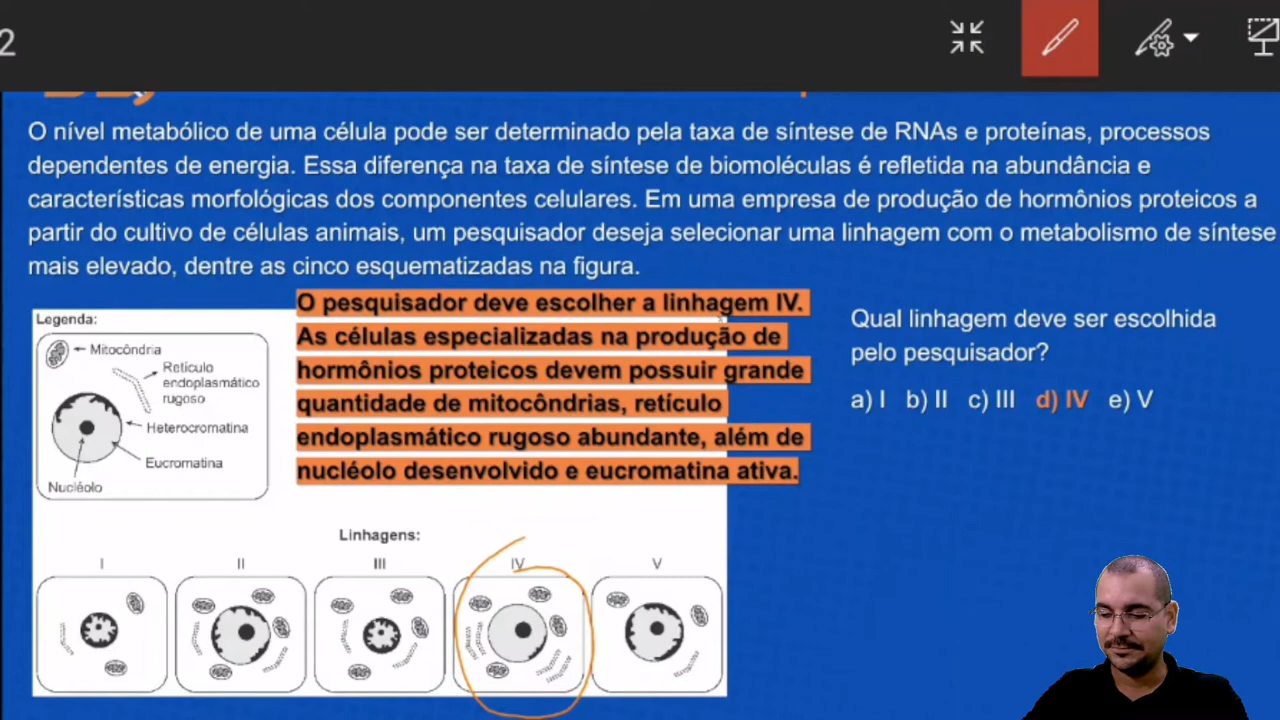 2
O nível metabólico de uma célula pode ser determinado pela taxa de síntese de RNAs e proteínas, processos
dependentes de energia. Essa diferença na taxa de síntese de biomoléculas é refletida na abundância e
características morfológicas dos componentes celulares. Em uma empresa de produção de hormônios proteicos a
partir do cultivo de células animais, um pesquisador deseja selecionar uma linhagem com o metabolismo de síntese
mais elevado, dentre as cinco esquematizadas na figura.
O pesquisador deve escolher a linhagem IV.
As células especializadas na produção de
hormônios proteicos devem possuir grande
quantidade de mitocôndrias, retículo
endoplasmático rugoso abundante, além de
nucléolo desenvolvido e eucromatina ativa.
Legenda:
Mitocôndria
Retículo
endoplasmático
rugoso
Heterocromatina
Eucromatina
Nucléolo
Linhagens:
I II III IV V
Qual linhagem deve ser escolhida
pelo pesquisador?
a) I b) II c) III d) IV e) V